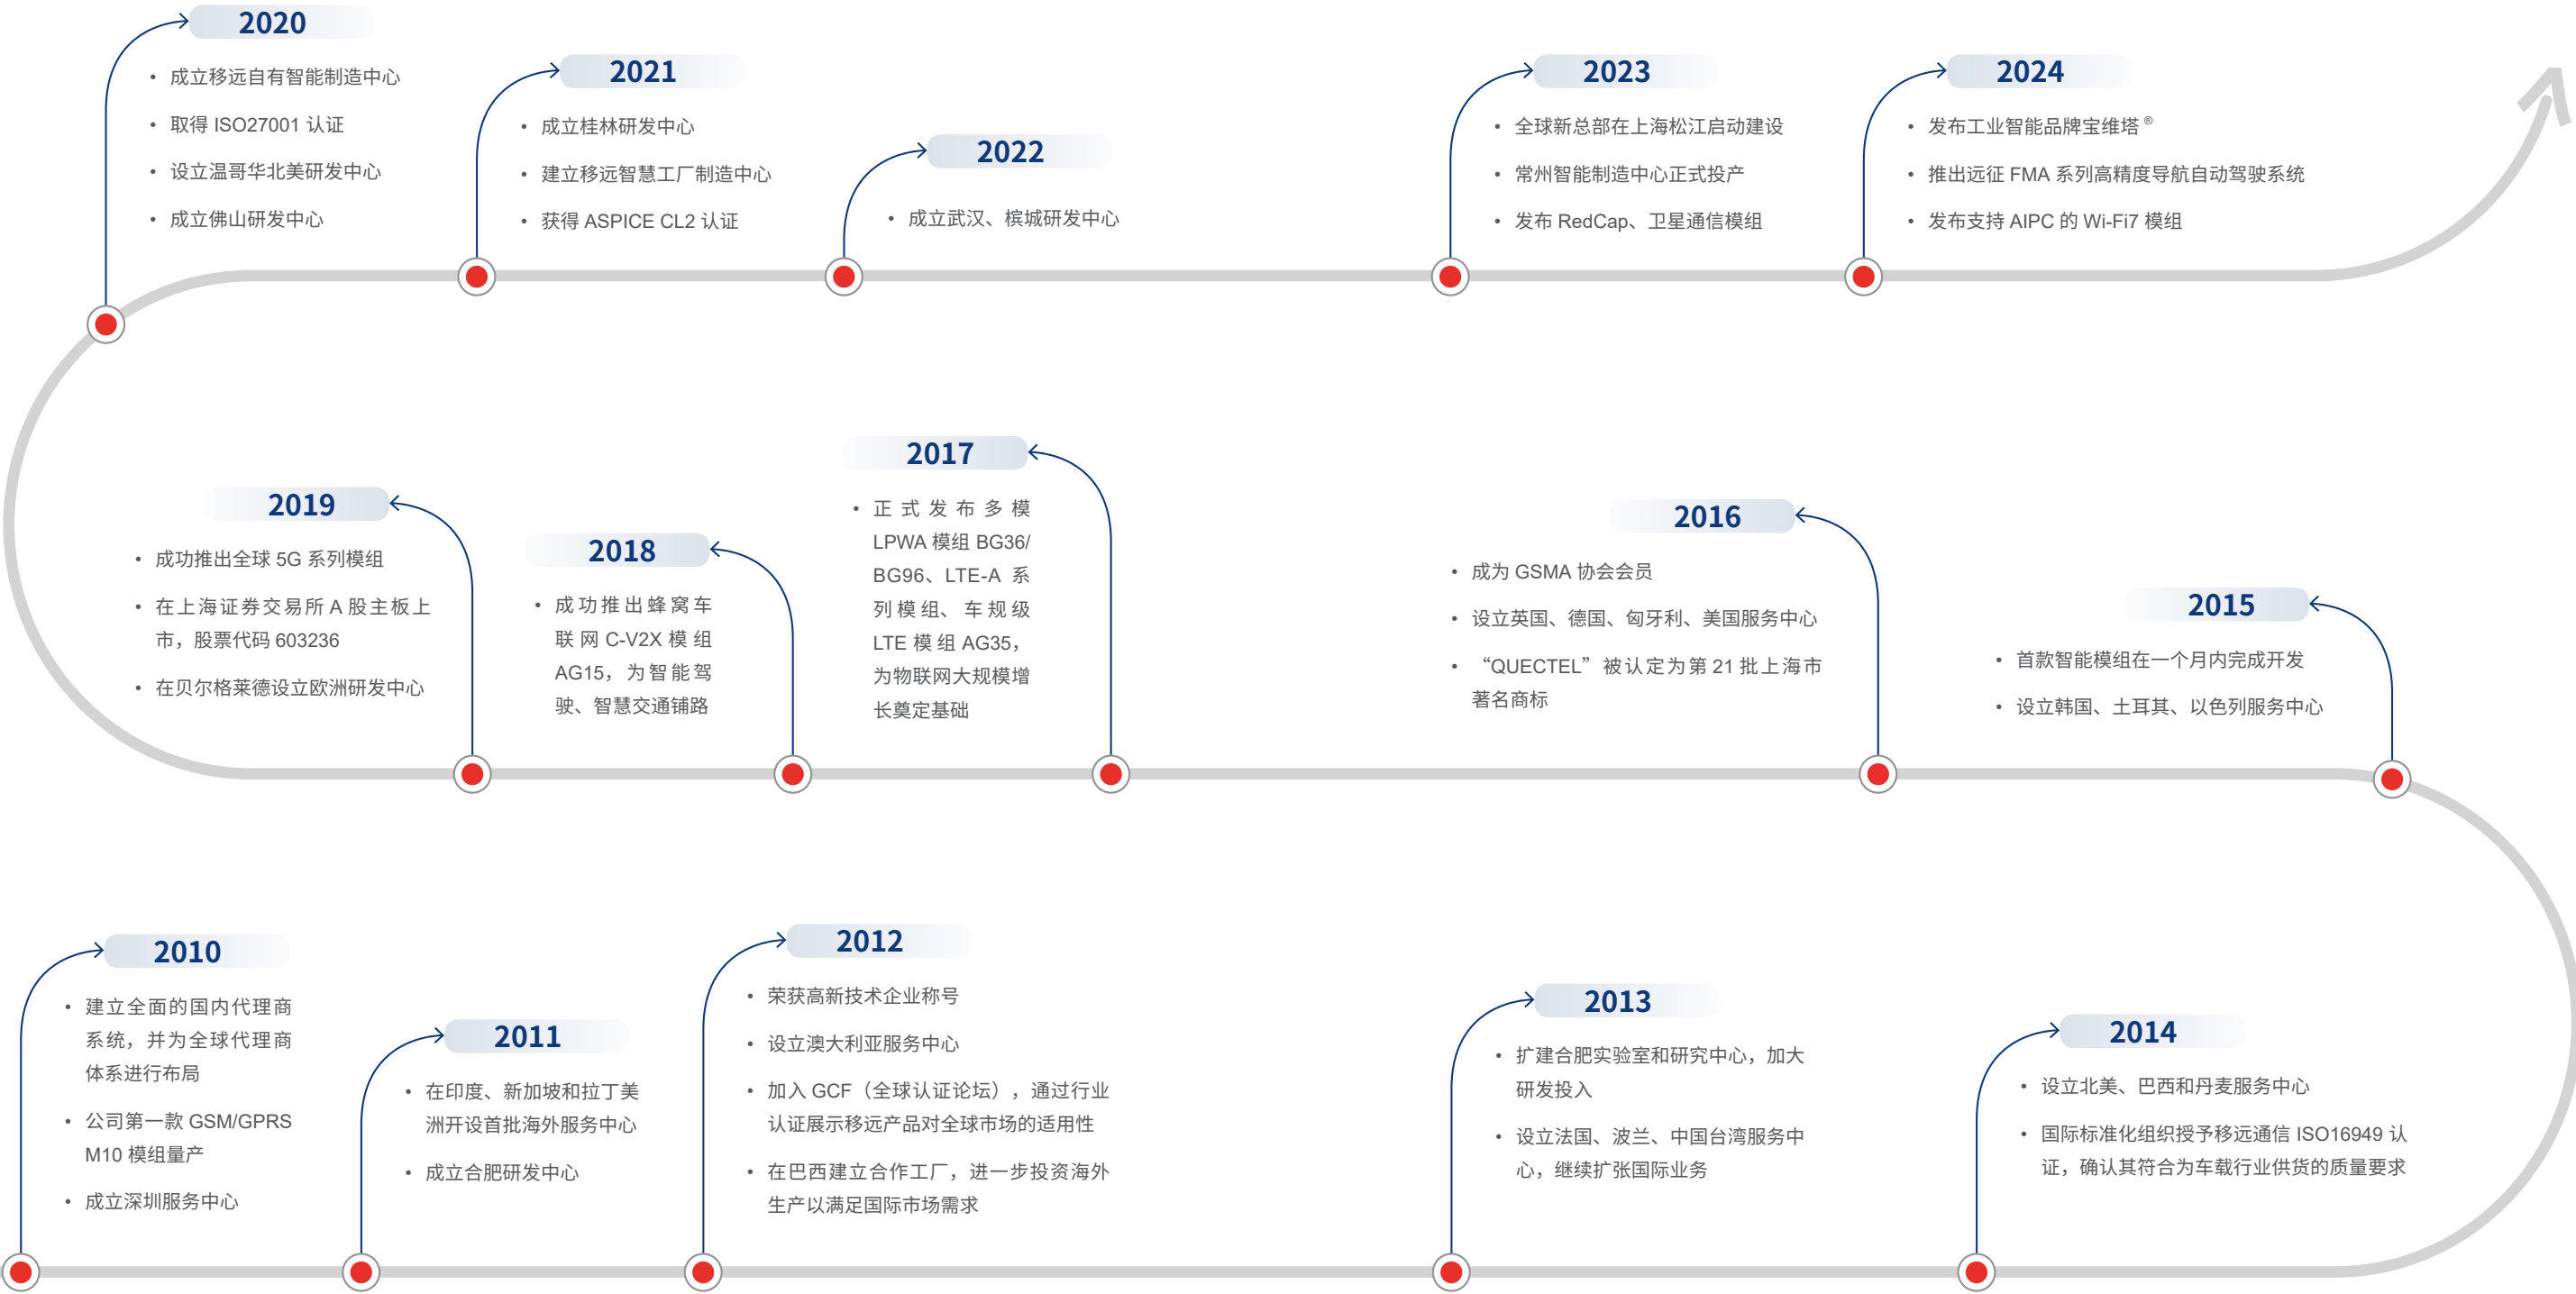 2020
• 成立移远自有智能制造中心
• 取得 ISO27001 认证
• 设立温哥华北美研发中心
• 成立佛山研发中心
2021
• 成立桂林研发中心
• 建立移远智慧工厂制造中心
• 获得 ASPICE CL2 认证
2022
• 成立武汉、槟城研发中心
2023
• 全球新总部在上海松江启动建设
• 常州智能制造中心正式投产
• 发布 RedCap、卫星通信模组
2024
• 发布工业智能品牌宝维塔®
• 推出远征 FMA 系列高精度导航自动驾驶系统
• 发布支持 AIPC 的 Wi-Fi7 模组
2019
• 成功推出全球 5G 系列模组
• 在上海证券交易所 A 股主板上
市，股票代码 603236
• 在贝尔格莱德设立欧洲研发中心
2018
• 成功推出蜂窝车
联网 C-V2X 模组
AG15，为智能驾
驶、智慧交通铺路
2017
• 正式发布多模
LPWA 模组 BG36/
BG96、LTE-A 系
列模组、车规级
LTE 模组 AG35，
为物联网大规模增
长奠定基础
2016
• 成为 GSMA 协会会员
• 设立英国、德国、匈牙利、美国服务中心
• “QUECTEL”被认定为第 21 批上海市
著名商标
2015
• 首款智能模组在一个月内完成开发
• 设立韩国、土耳其、以色列服务中心
2010
• 建立全面的国内代理商
系统，并为全球代理商
体系进行布局
• 公司第一款 GSM/GPRS
M10 模组量产
• 成立深圳服务中心
2011
• 在印度、新加坡和拉丁美
洲开设首批海外服务中心
• 成立合肥研发中心
2012
• 荣获高新技术企业称号
• 设立澳大利亚服务中心
• 加入 GCF（全球认证论坛），通过行业
认证展示移远产品对全球市场的适用性
• 在巴西建立合作工厂，进一步投资海外
生产以满足国际市场需求
2013
• 扩建合肥实验室和研究中心，加大
研发投入
• 设立法国、波兰、中国台湾服务中
心，继续扩张国际业务
2014
• 设立北美、巴西和丹麦服务中心
• 国际标准化组织授予移远通信 ISO16949 认
证，确认其符合为车载行业供货的质量要求